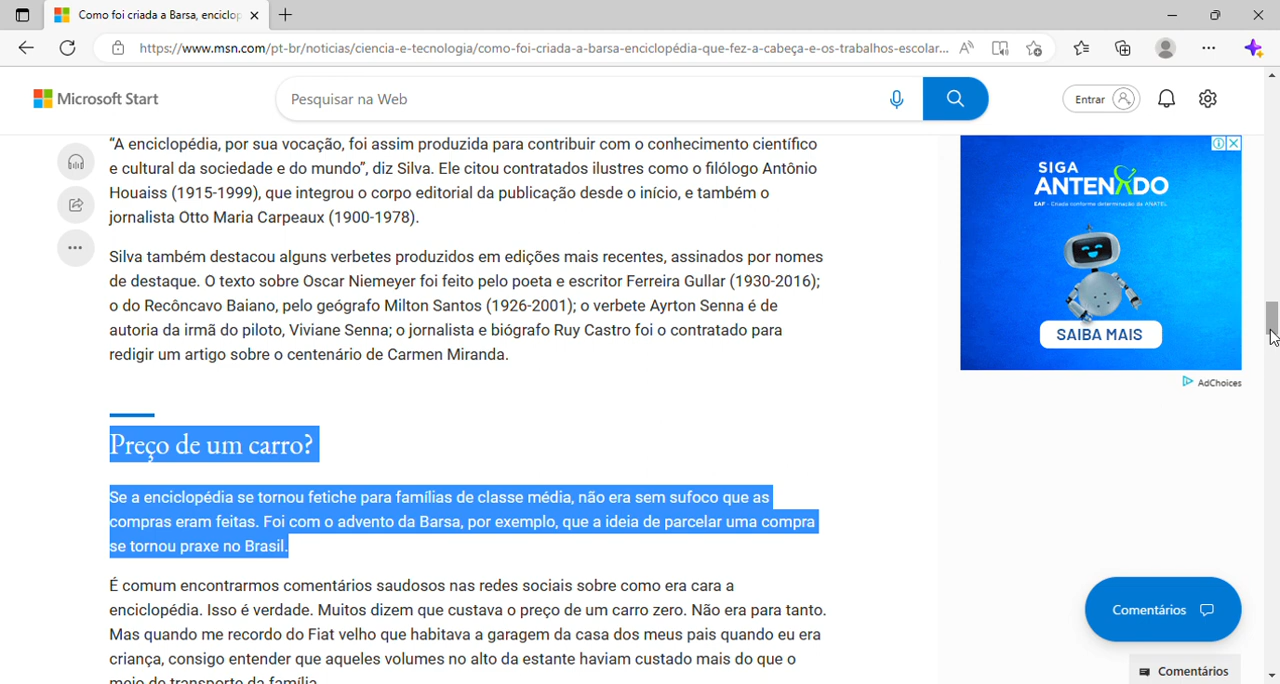 Como foi criada a Barsa, enciclop
https://www.msn.com/pt-br/noticias/ciencia-e-tecnologia/como-foi-criada-a-barsa-enciclopédia-que-fez-a-cabeça-e-os-trabalhos-escolar...
Microsoft Start
Pesquisar na Web
Entrar
“A enciclopédia, por sua vocação, foi assim produzida para contribuir com o conhecimento científico
e cultural da sociedade e do mundo”, diz Silva. Ele citou contratados ilustres como o filólogo Antônio
Houaiss (1915-1999), que integrou o corpo editorial da publicação desde o início, e também o
jornalista Otto Maria Carpeaux (1900-1978).
Silva também destacou alguns verbetes produzidos em edições mais recentes, assinados por nomes
de destaque. O texto sobre Oscar Niemeyer foi feito pelo poeta e escritor Ferreira Gullar (1930-2016);
o do Recôncavo Baiano, pelo geógrafo Milton Santos (1926-2001); o verbete Ayrton Senna é de
autoria da irmã do piloto, Viviane Senna; o jornalista e biógrafo Ruy Castro foi o contratado para
redigir um artigo sobre o centenário de Carmen Miranda.
Preço de um carro?
Se a enciclopédia se tornou fetiche para famílias de classe média, não era sem sufoco que as
compras eram feitas. Foi com o advento da Barsa, por exemplo, que a ideia de parcelar uma compra
se tornou praxe no Brasil.
É comum encontrarmos comentários saudosos nas redes sociais sobre como era cara a
enciclopédia. Isso é verdade. Muitos dizem que custava o preço de um carro zero. Não era para tanto.
Mas quando me recordo do Fiat velho que habitava a garagem da casa dos meus pais quando eu era
criança, consigo entender que aqueles volumes no alto da estante haviam custado mais do que o
meio de transporte da família.
SIGA
ANTENADO
EAF - Criada conforme determinação da ANATEL
SAIBA MAIS
AdChoices
Comentários
Comentários